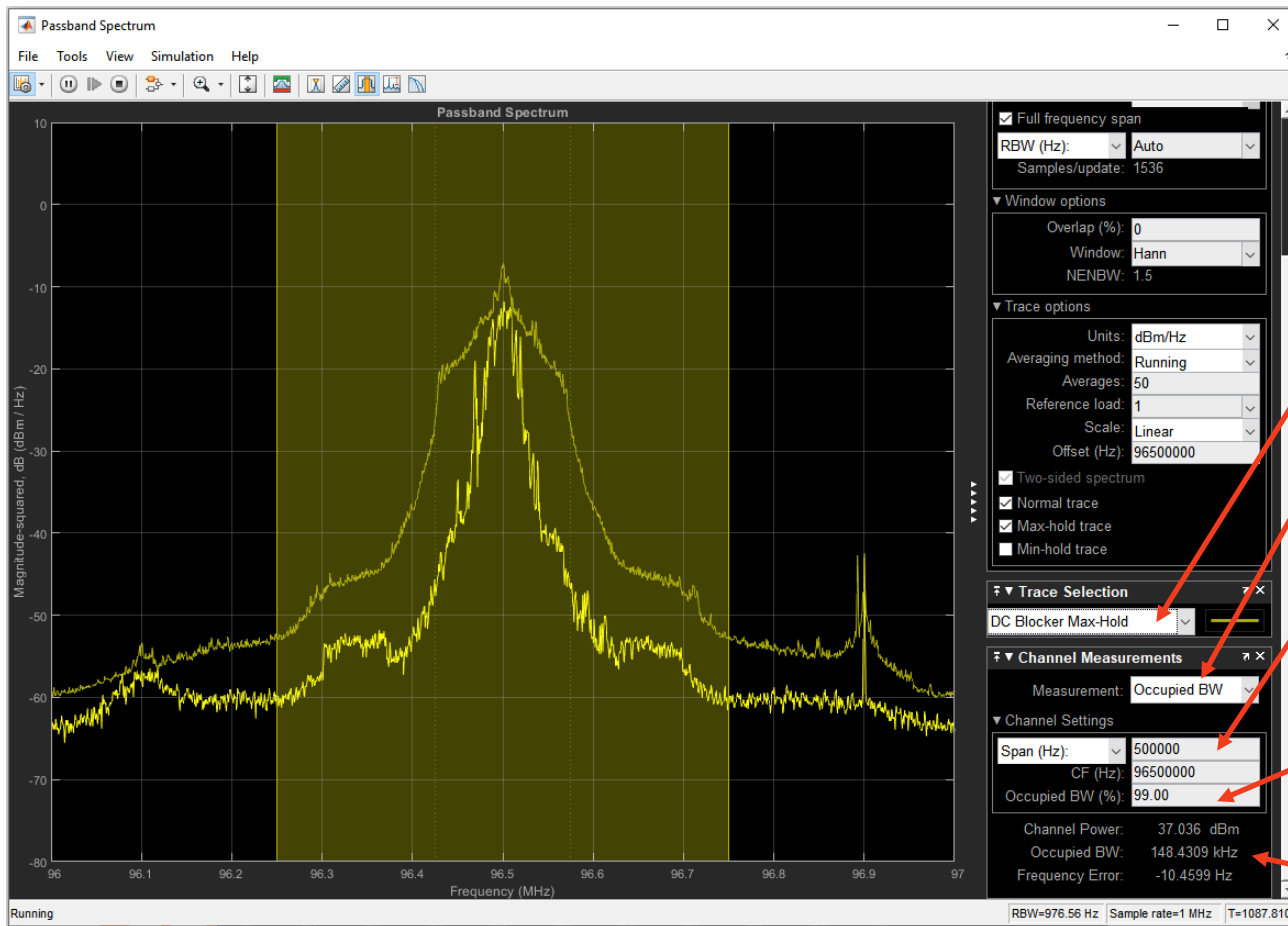 Passband Spectrum
File Tools View Simulation Help
Passband Spectrum
10
0
-10
-20
-30
-40
-50
-60
-70
-80
Magnitude-squared, dB (dBm / Hz)
96 96.1 96.2 96.3 96.4 96.5 96.6 96.7 96.8 96.9 97
Frequency (MHz)
Full frequency span
RBW (Hz): Auto
Samples/update: 1536
Window options
Overlap (%): 0
Window: Hann
NENBW: 1.5
Trace options
Units: dBm/Hz
Averaging method: Running
Averages: 50
Reference load: 1
Scale: Linear
Offset (Hz): 96500000
Two-sided spectrum
Normal trace
Max-hold trace
Min-hold trace
Trace Selection
DC Blocker Max-Hold
Channel Measurements
Measurement: Occupied BW
Channel Settings
Span (Hz): 500000
CF (Hz): 96500000
Occupied BW (%): 99.00
Channel Power: 37.036 dBm
Occupied BW: 148.4309 kHz
Frequency Error: -10.4599 Hz
Running
RBW=976.56 Hz Sample rate=1 MHz T=1087.810